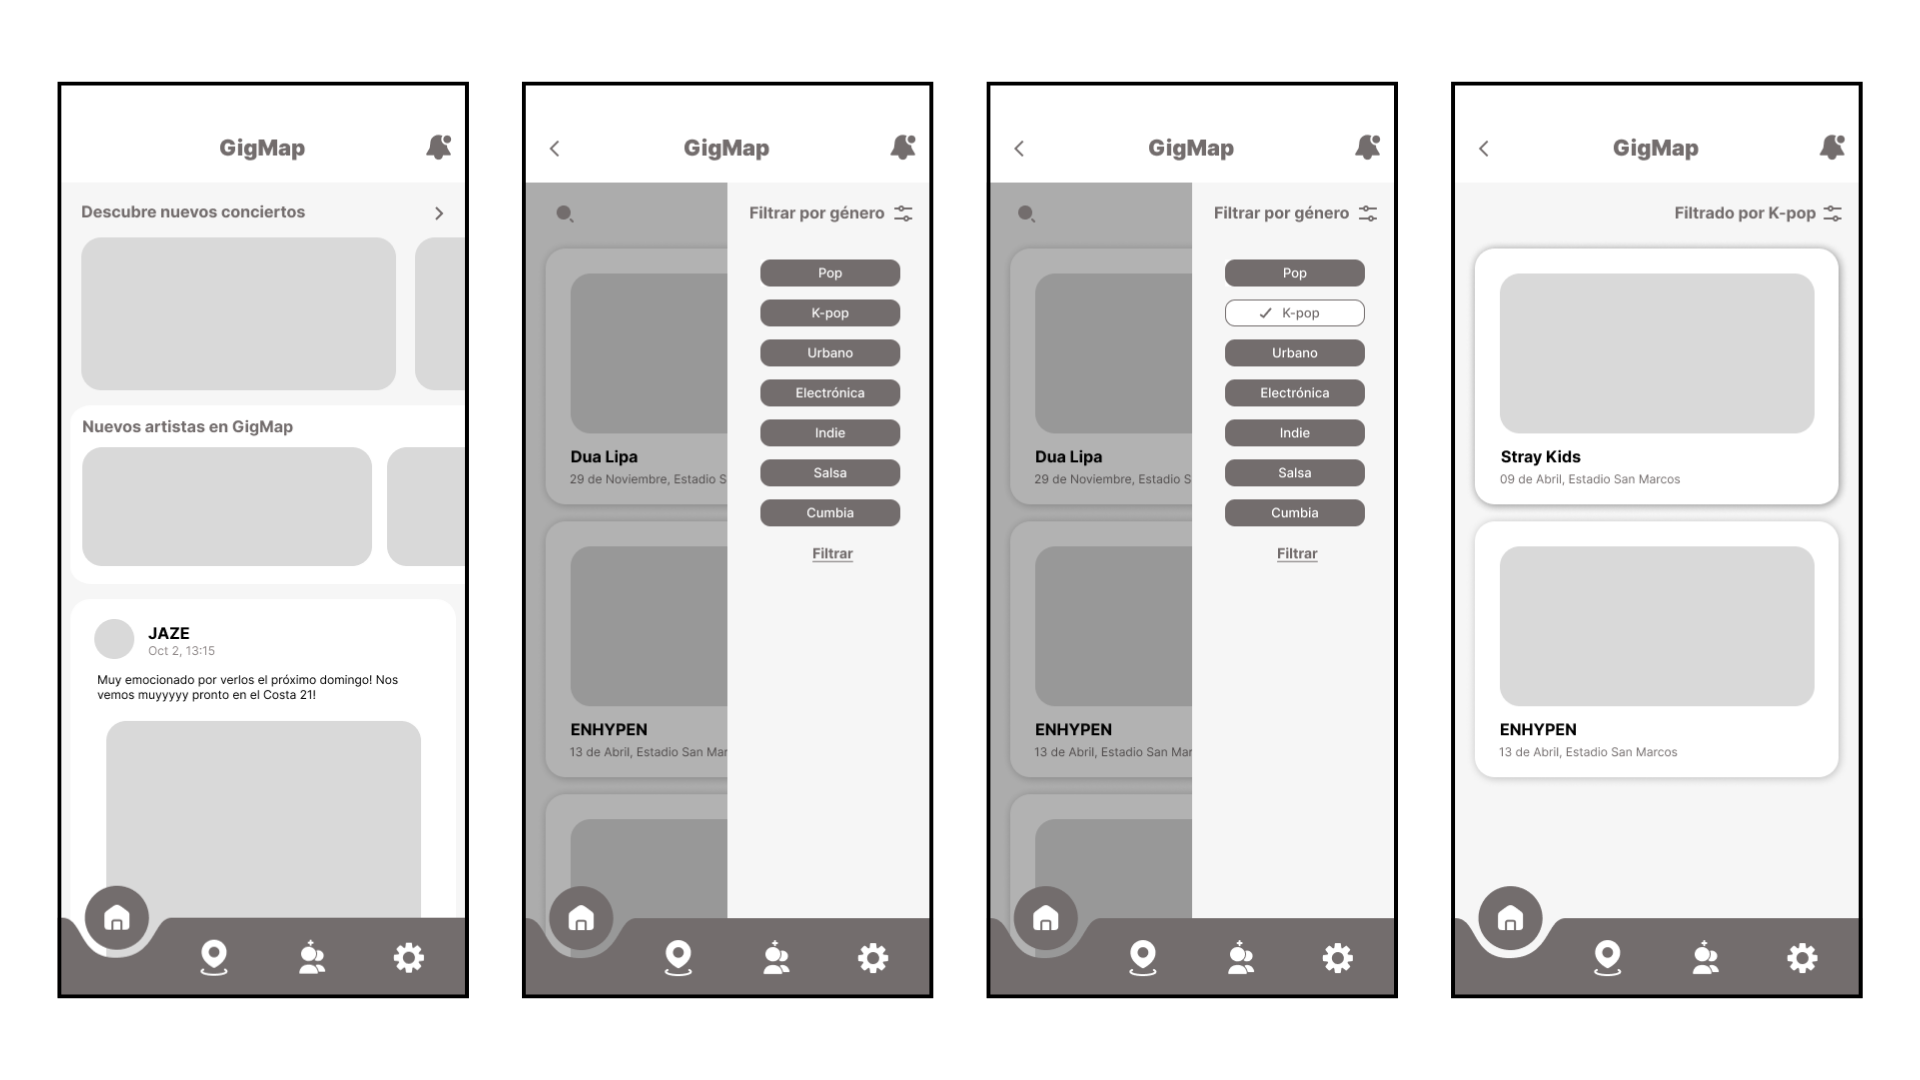 GigMap
Descubre nuevos conciertos
Nuevos artistas en GigMap
JAZE
Oct 2, 13:15
Muy emocionado por verlos el próximo domingo! Nos
vemos muyyyyy pronto en el Costa 21!
GigMap
Filtrar por género
Pop
K-pop
Urbano
Electrónica
Indie
Salsa
Cumbia
Filtrar
Dua Lipa
29 de Noviembre, Estadio S
ENHYPEN
13 de Abril, Estadio San Mar
GigMap
Filtrar por género
Pop
K-pop
Urbano
Electrónica
Indie
Salsa
Cumbia
Filtrar
Dua Lipa
29 de Noviembre, Estadio S
ENHYPEN
13 de Abril, Estadio San Mar
GigMap
Filtrado por K-pop
Stray Kids
09 de Abril, Estadio San Marcos
ENHYPEN
13 de Abril, Estadio San Marcos